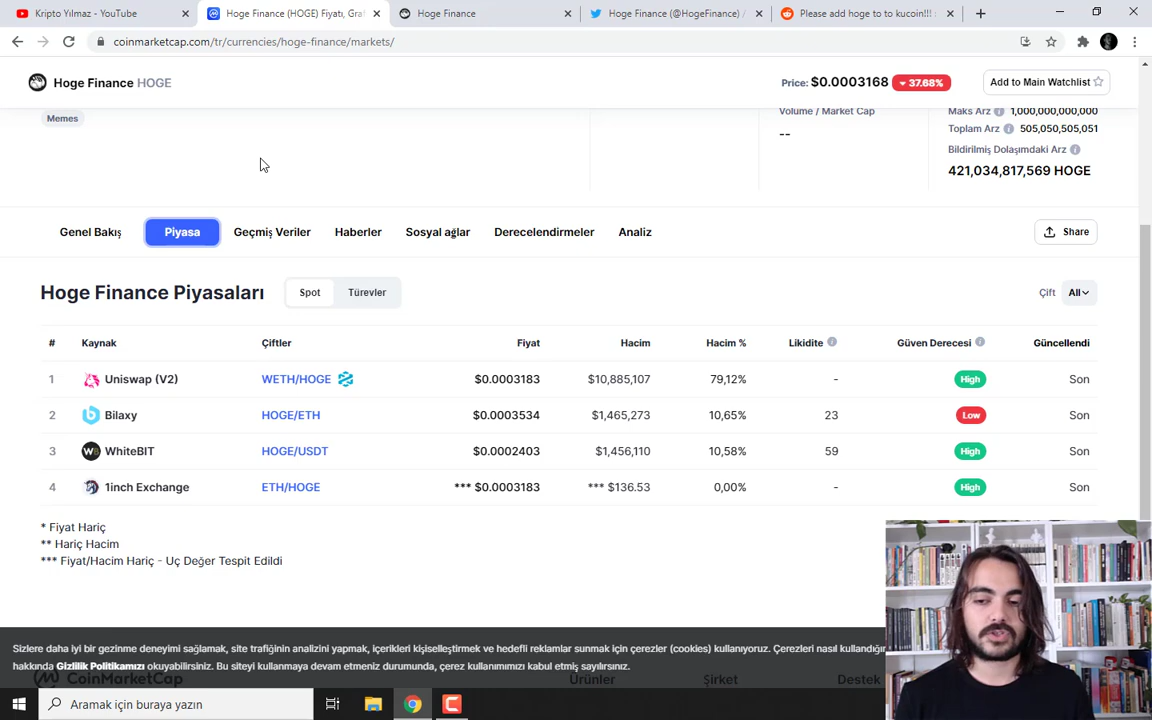 Kripto Yılmaz - YouTube
Hoge Finance (HOGE) Fiyatı, Graf
Hoge Finance
Hoge Finance (@HogeFinance) /
Please add hoge to to kucoin!!! :
coinmarketcap.com/tr/currencies/hoge-finance/markets/
Hoge Finance HOGE
Price: $0.0003168 37.68%
Add to Main Watchlist
Memes
Volume / Market Cap
--
Maks Arz 1,000,000,000,000
Toplam Arz 505,050,505,051
Bildirilmiş Dolaşımdaki Arz
421,034,817,569 HOGE
Genel Bakış Piyasa Geçmiş Veriler Haberler Sosyal ağlar Derecelendirmeler Analiz Share
Hoge Finance Piyasaları Spot Türevler Çift All
# Kaynak Çiftler Fiyat Hacim Hacim % Likidite Güven Derecesi Güncellendi
1 Uniswap (V2) WETH/HOGE $0.0003183 $10,885,107 79,12% - High Son
2 Bilaxy HOGE/ETH $0.0003534 $1,465,273 10,65% 23 Low Son
3 WhiteBIT HOGE/USDT $0.0002403 $1,456,110 10,58% 59 High Son
4 1inch Exchange ETH/HOGE *** $0.0003183 *** $136.53 0,00% - High Son
* Fiyat Hariç
** Hariç Hacim
*** Fiyat/Hacim Hariç - Uç Değer Tespit Edildi
Sizlere daha iyi bir gezinme deneyimi sağlamak, site trafiğinin analizini yapmak, içerikleri kişiselleştirmek ve hedefli reklamlar sunmak için çerezler (cookies) kullanıyoruz. Çerezleri nasıl kullandığın
hakkında Gizlilik Politikamızı okuyabilirsiniz. Bu siteyi kullanmaya devam etmeniz durumunda, çerez kullanımımızı kabul etmiş sayılırsınız.
CoinMarketCap Ürünler Şirket Destek
Aramak için buraya yazın